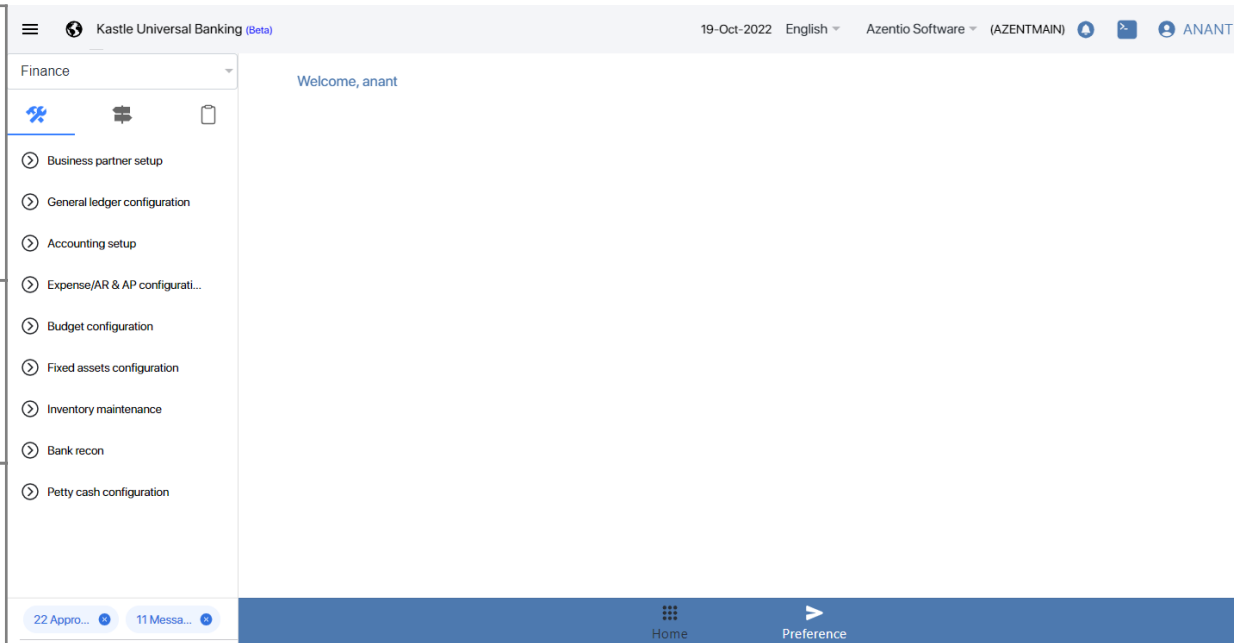 Kastle Universal Banking (Beta) 19-Oct-2022 English Azentio Software (AZENTMAIN) ANANT
Finance
Welcome, anant
Business partner setup
General ledger configuration
Accounting setup
Expense/AR & AP configurati...
Budget configuration
Fixed assets configuration
Inventory maintenance
Bank recon
Petty cash configuration
22 Appro... 11 Messa...
Home Preference